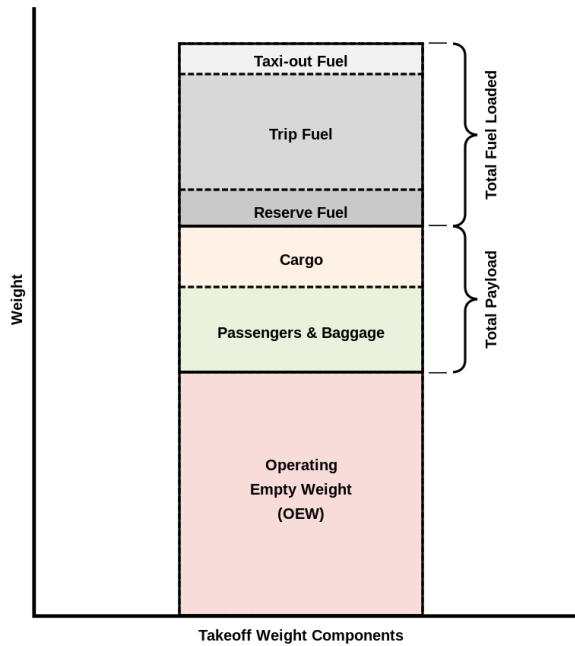 Taxi-out Fuel
Trip Fuel
Reserve Fuel
Cargo
Passengers & Baggage
Operating
Empty Weight
(OEW)
Total Fuel Loaded
Total Payload
Weight
Takeoff Weight Components